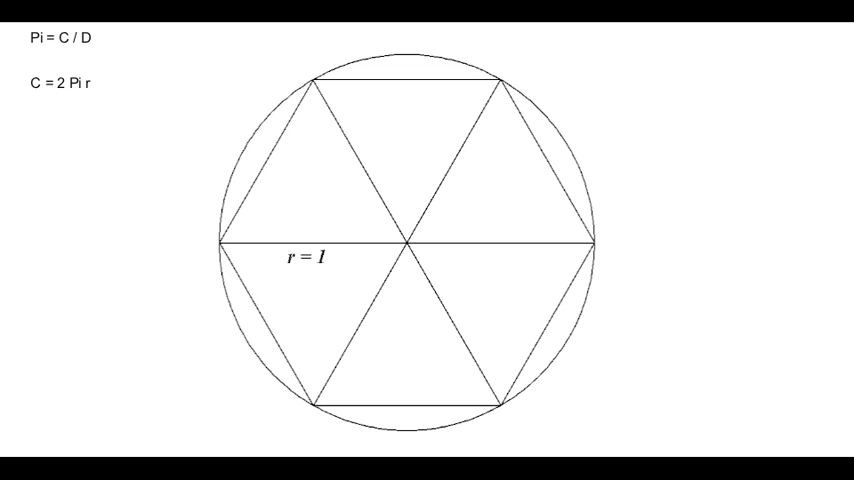 Pi = C / D
C = 2 Pi r
r = 1